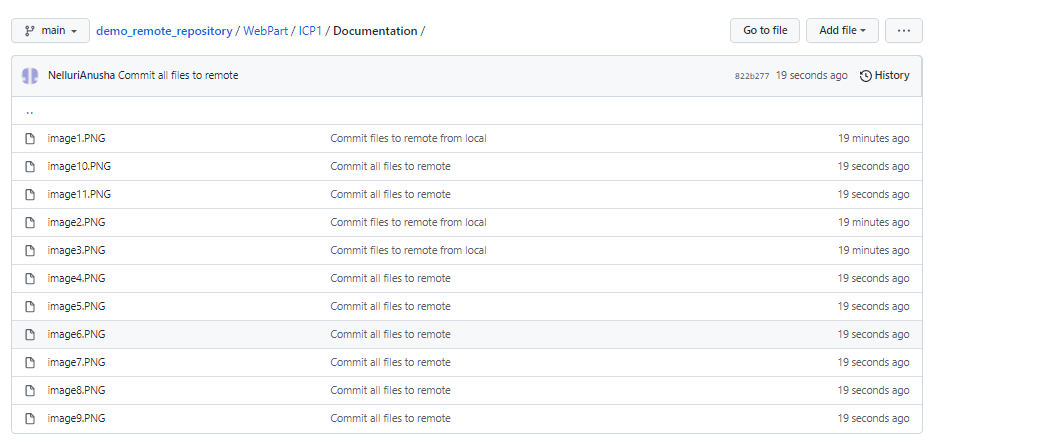 main demo_remote_repository / WebPart / ICP1 / Documentation / Go to file Add file ...
NelluriAnusha Commit all files to remote 822b277 19 seconds ago History
..
image1.PNG Commit files to remote from local 19 minutes ago
image10.PNG Commit all files to remote 19 seconds ago
image11.PNG Commit all files to remote 19 seconds ago
image2.PNG Commit files to remote from local 19 minutes ago
image3.PNG Commit files to remote from local 19 minutes ago
image4.PNG Commit all files to remote 19 seconds ago
image5.PNG Commit all files to remote 19 seconds ago
image6.PNG Commit all files to remote 19 seconds ago
image7.PNG Commit all files to remote 19 seconds ago
image8.PNG Commit all files to remote 19 seconds ago
image9.PNG Commit all files to remote 19 seconds ago